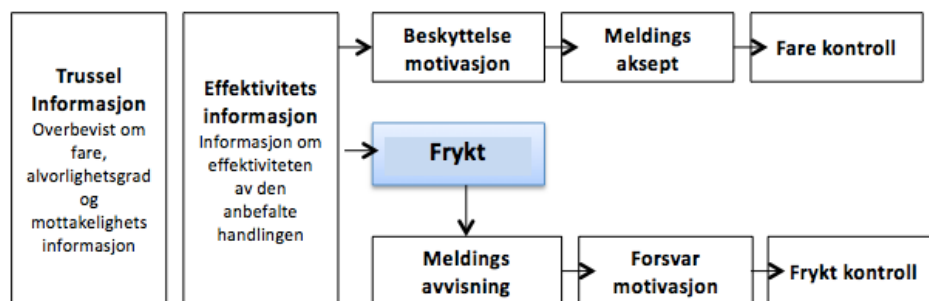 Trussel
Informasjon
Overbevist om
fare,
alvorlighetsgrad
og
mottakelighets
informasjon
Effektivitets
informasjon
Informasjon om
effektiviteten
av den
anbefalte
handlingen
Beskyttelse
motivasjon
Meldings
aksept
Fare kontroll
Frykt
Meldings
avvisning
Forsvar
motivasjon
Frykt kontroll